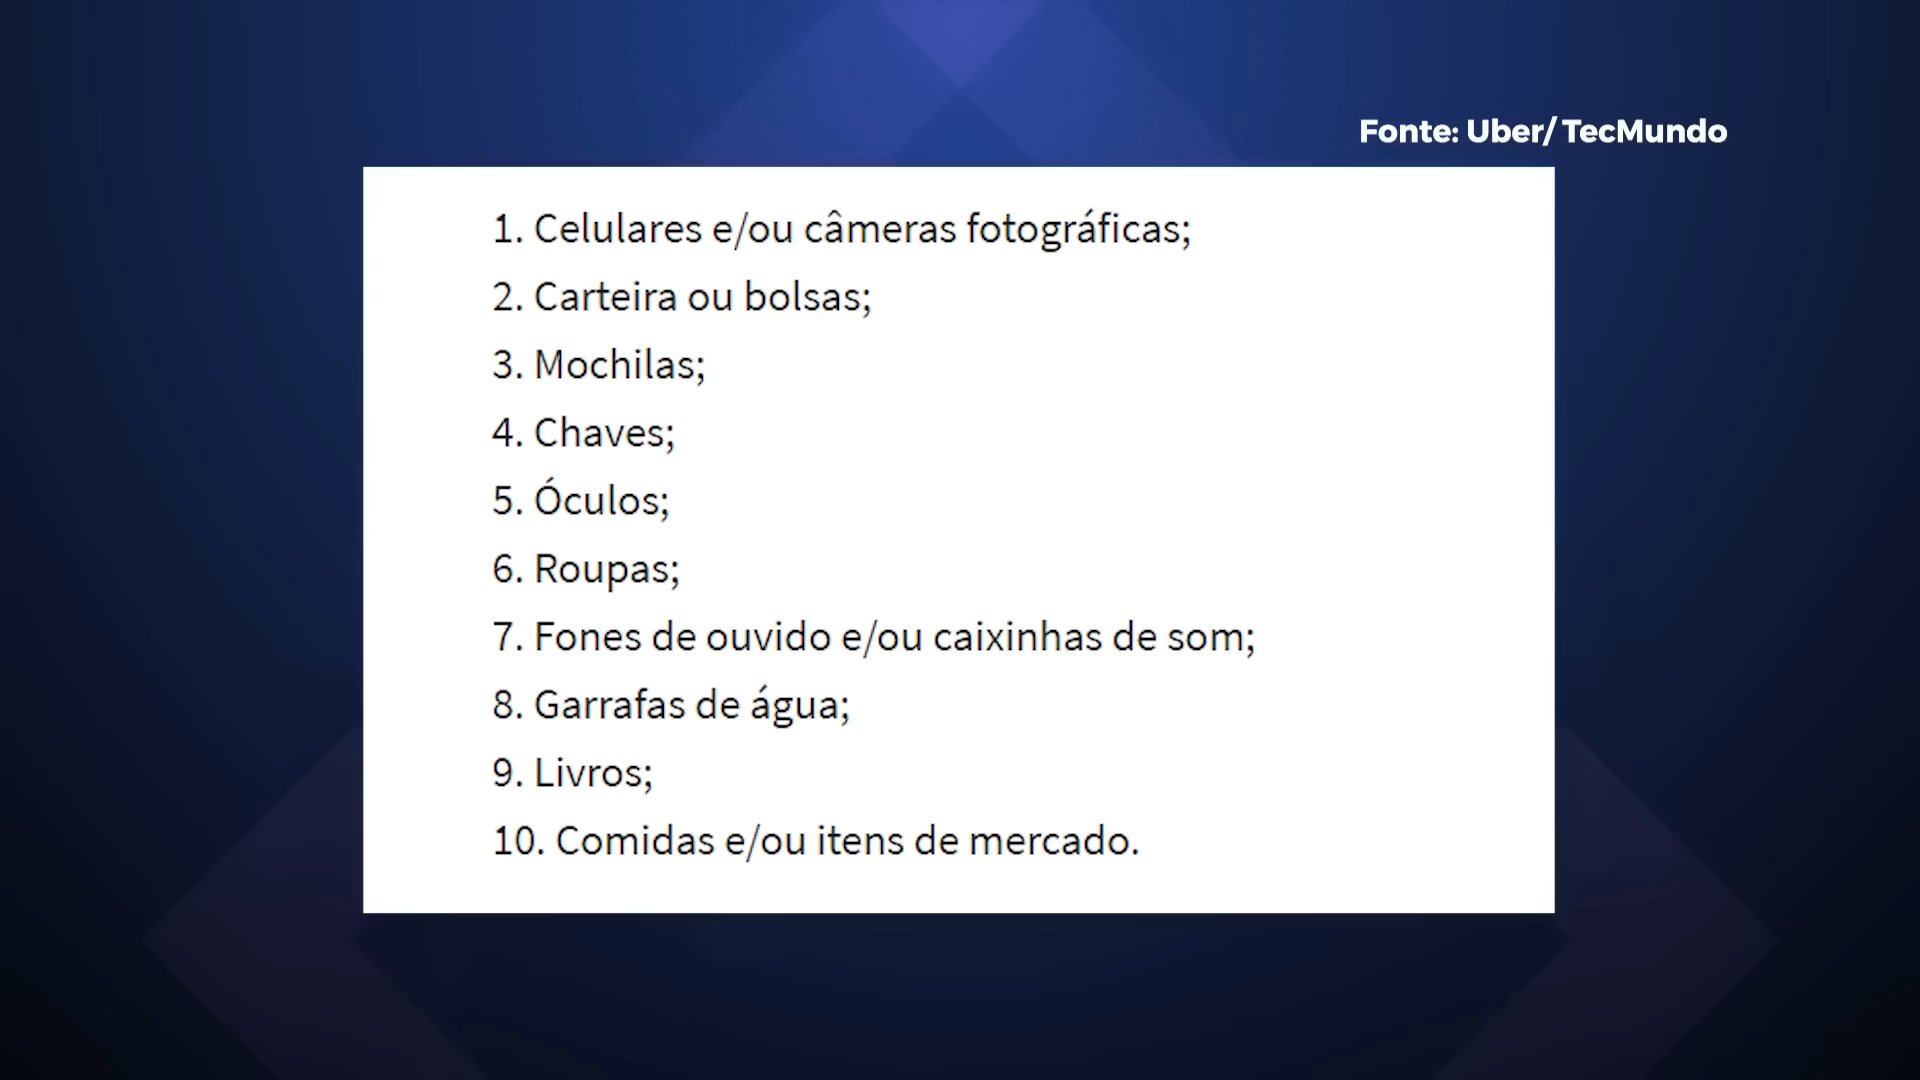 Fonte: Uber/ TecMundo
1. Celulares e/ou câmeras fotográficas;
2. Carteira ou bolsas;
3. Mochilas;
4. Chaves;
5. Óculos;
6. Roupas;
7. Fones de ouvido e/ou caixinhas de som;
8. Garrafas de água;
9. Livros;
10. Comidas e/ou itens de mercado.